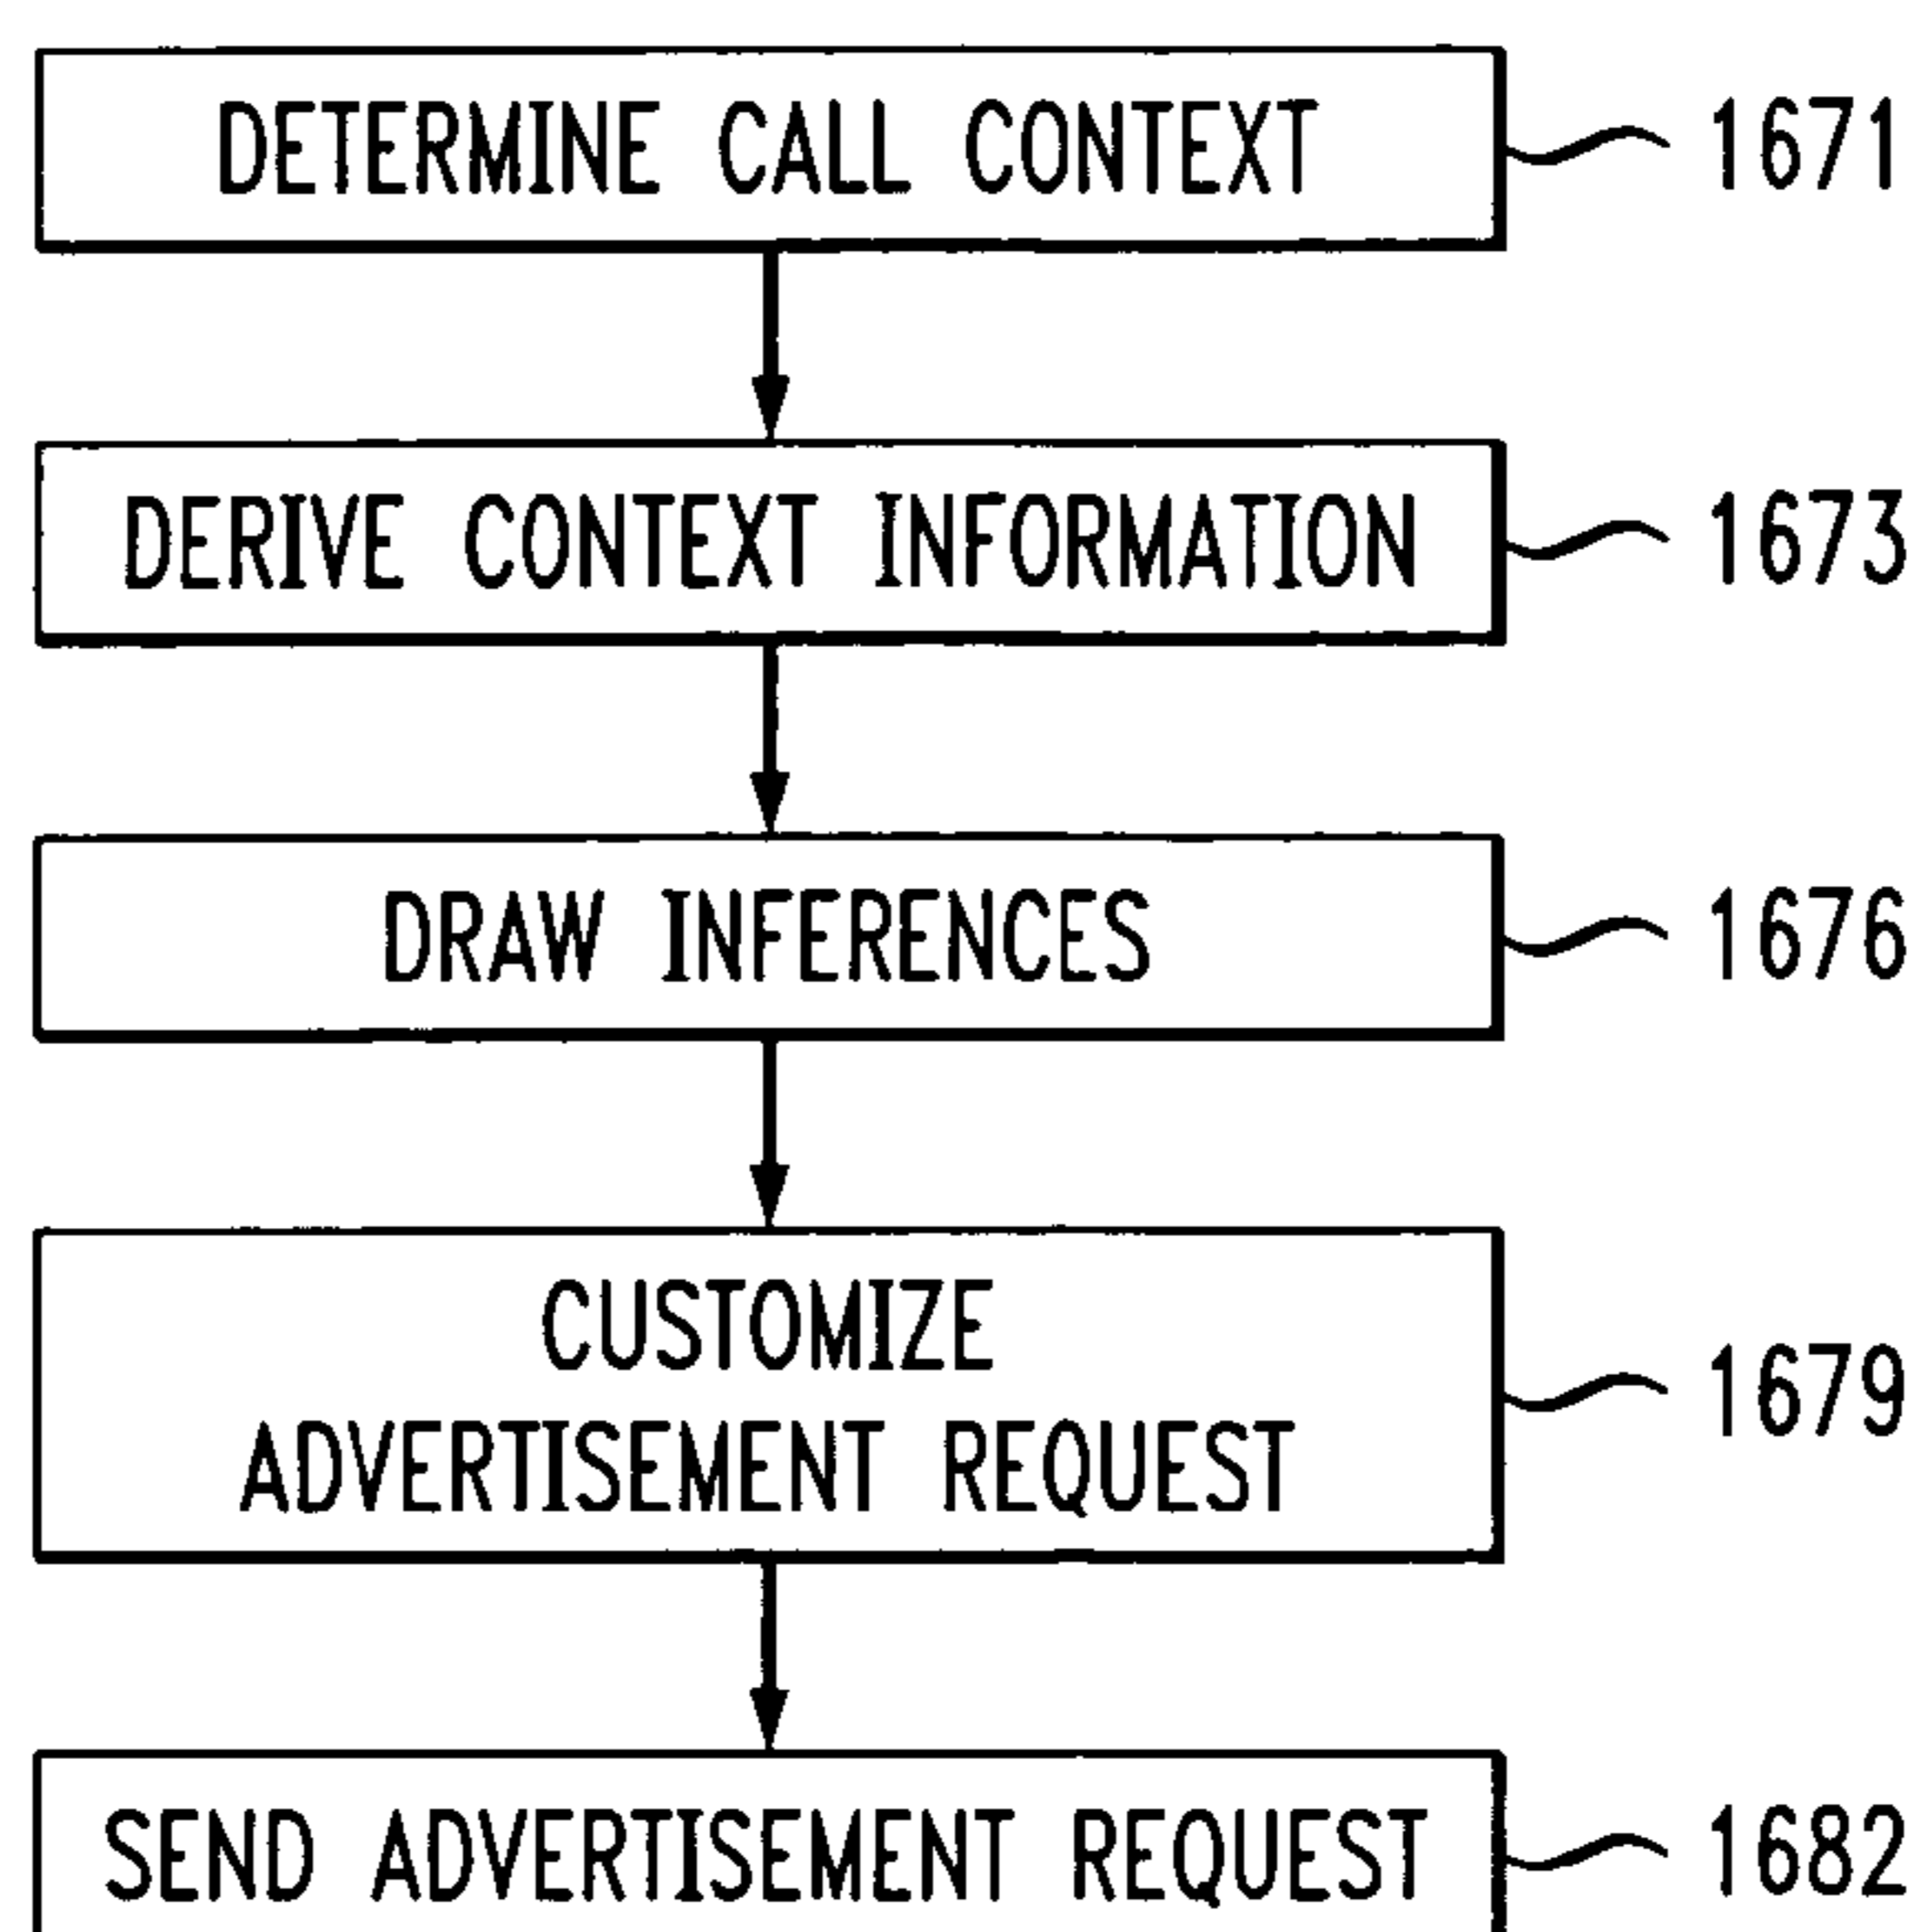 DETERMINE CALL CONTEXT
1671
DERIVE CONTEXT INFORMATION
1673
DRAW INFERENCES
1676
CUSTOMIZE
ADVERTISEMENT REQUEST
1679
SEND ADVERTISEMENT REQUEST
1682